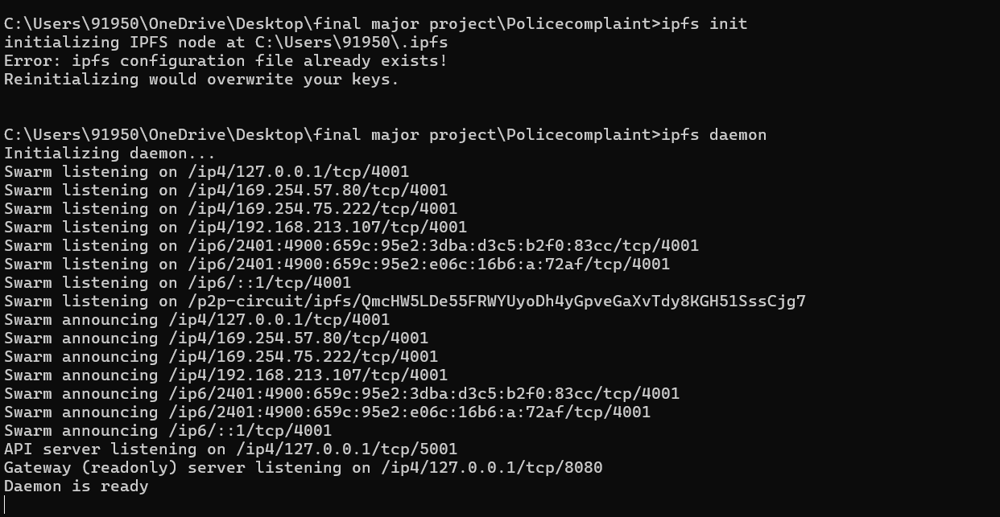 C:\Users\91950\OneDrive\Desktop\final major project\Policecomplaint>ipfs init
initializing IPFS node at C:\Users\91950\.ipfs
Error: ipfs configuration file already exists!
Reinitializing would overwrite your keys.
C:\Users\91950\OneDrive\Desktop\final major project\Policecomplaint>ipfs daemon
Initializing daemon...
Swarm listening on /ip4/127.0.0.1/tcp/4001
Swarm listening on /ip4/169.254.57.80/tcp/4001
Swarm listening on /ip4/169.254.75.222/tcp/4001
Swarm listening on /ip4/192.168.213.107/tcp/4001
Swarm listening on /ip6/2401:4900:659c:95e2:3dba:d3c5:b2f0:83cc/tcp/4001
Swarm listening on /ip6/2401:4900:659c:95e2:e06c:16b6:a:72af/tcp/4001
Swarm listening on /ip6/::1/tcp/4001
Swarm listening on /p2p-circuit/ipfs/QmcHW5LDe55FRWYUyoDh4yGpveGaXvTdy8KGH51SssCjg7
Swarm announcing /ip4/127.0.0.1/tcp/4001
Swarm announcing /ip4/169.254.57.80/tcp/4001
Swarm announcing /ip4/169.254.75.222/tcp/4001
Swarm announcing /ip4/192.168.213.107/tcp/4001
Swarm announcing /ip6/2401:4900:659c:95e2:3dba:d3c5:b2f0:83cc/tcp/4001
Swarm announcing /ip6/2401:4900:659c:95e2:e06c:16b6:a:72af/tcp/4001
Swarm announcing /ip6/::1/tcp/4001
API server listening on /ip4/127.0.0.1/tcp/5001
Gateway (readonly) server listening on /ip4/127.0.0.1/tcp/8080
Daemon is ready